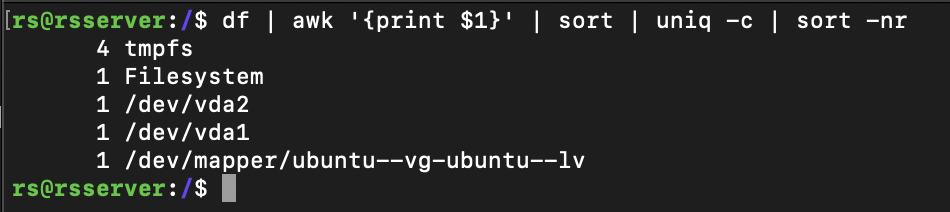 rs@rsserver:/$ df | awk '{print $1}' | sort | uniq -c | sort -nr
4 tmpfs
1 Filesystem
1 /dev/vda2
1 /dev/vda1
1 /dev/mapper/ubuntu--vg-ubuntu--lv
rs@rsserver:/$